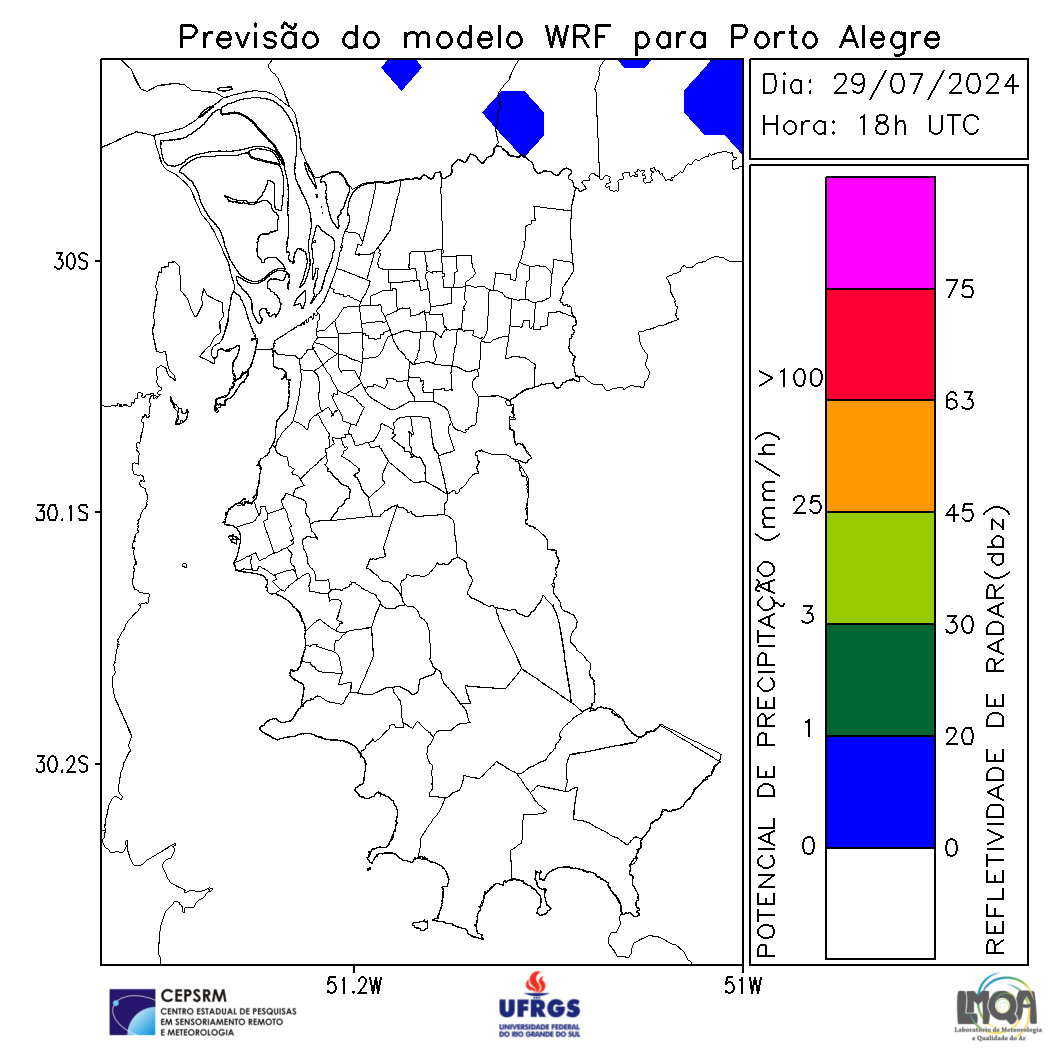 Previsão do modelo WRF para Porto Alegre
Dia: 29/07/2024
Hora: 18h UTC
30S
30.1S
30.2S
51.2W
51W
POTENCIAL DE PRECIPITAÇÃO (mm/h)
>100
25
3
1
0
75
63
45
30
20
0
REFLETIVIDADE DE RADAR(dbz)
CEPSRM
CENTRO ESTADUAL DE PESQUISAS
EM SENSORIAMENTO REMOTO
E METEOROLOGIA
UFRGS
UNIVERSIDADE FEDERAL
DO RIO GRANDE DO SUL
LMQA
Laboratório de Meteorologia
e Qualidade do Ar